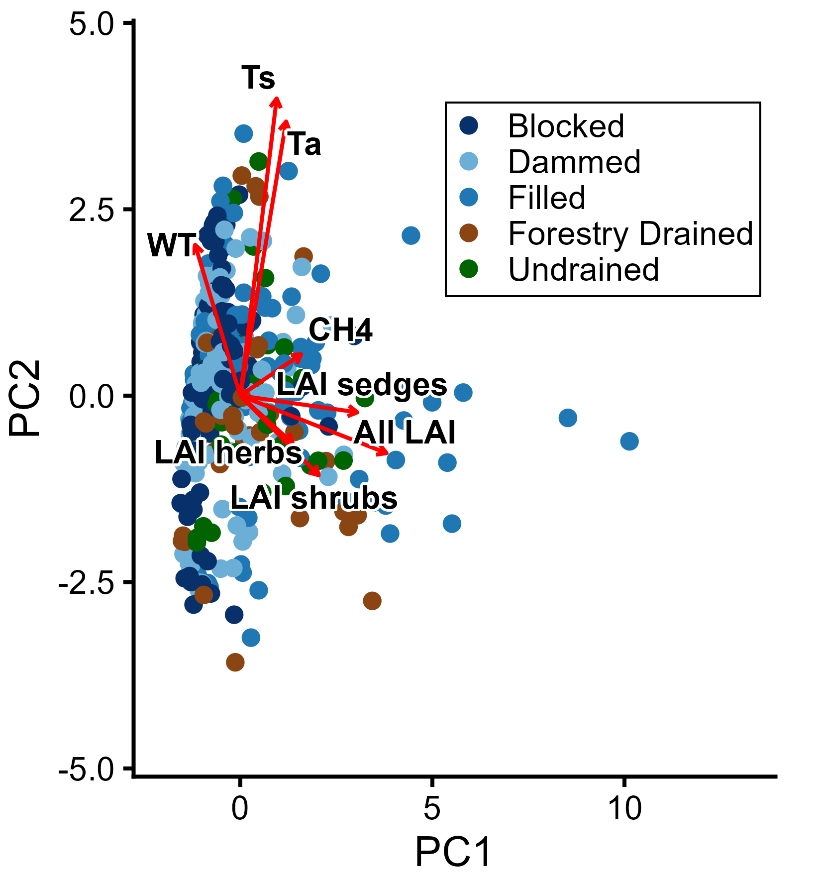 5.0
Ts
Ta
Blocked
Dammed
Filled
Forestry Drained
Undrained
2.5
WT
CH4
LAI sedges
0.0
All LAI
LAI herbs
LAI shrubs
-2.5
-5.0
PC2
0 5 10
PC1